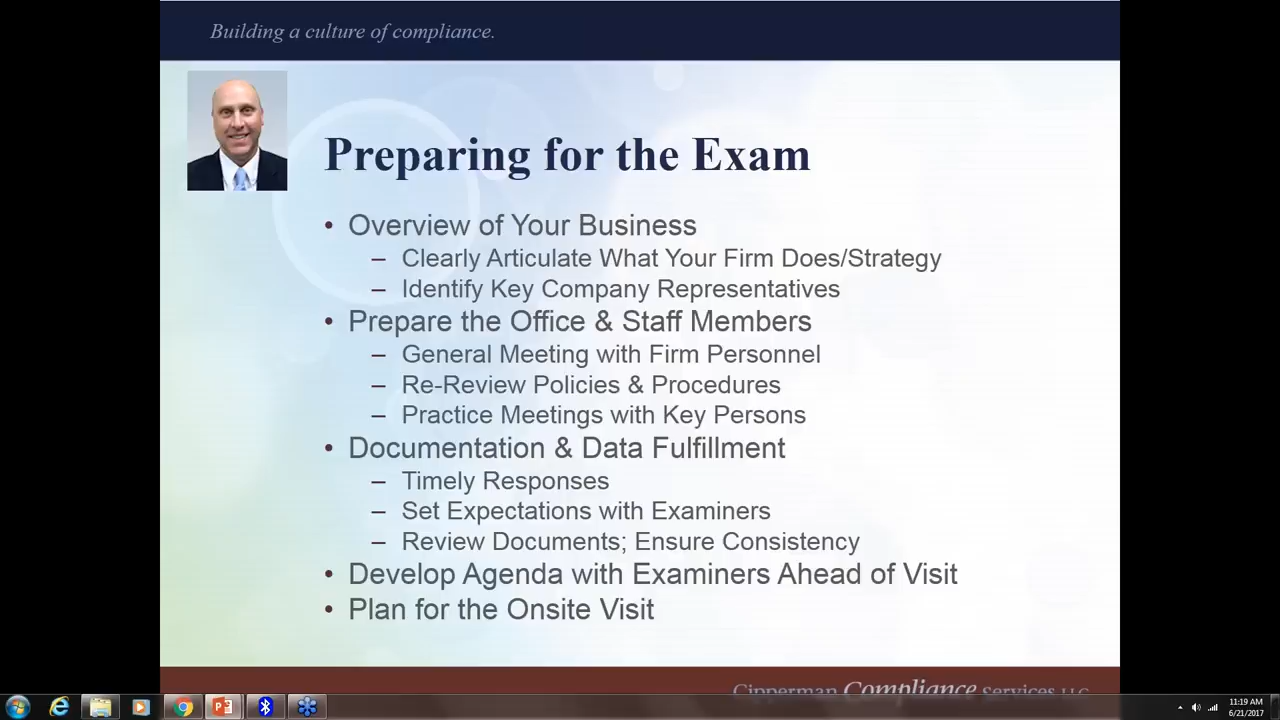 Building a culture of compliance.
Preparing for the Exam
• Overview of Your Business
– Clearly Articulate What Your Firm Does/Strategy
– Identify Key Company Representatives
• Prepare the Office & Staff Members
– General Meeting with Firm Personnel
– Re-Review Policies & Procedures
– Practice Meetings with Key Persons
• Documentation & Data Fulfillment
– Timely Responses
– Set Expectations with Examiners
– Review Documents; Ensure Consistency
• Develop Agenda with Examiners Ahead of Visit
• Plan for the Onsite Visit
Cipperman Compliance Services LLC
11:19 AM
6/21/2017